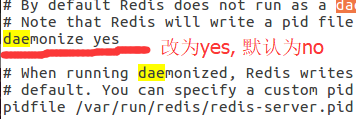 # By default Redis does not run as a dae
# Note that Redis will write a pid file
daemonize yes
改为yes, 默认为no
# When running daemonized, Redis writes
# default. You can specify a custom pid
pidfile /var/run/redis/redis-server.pid